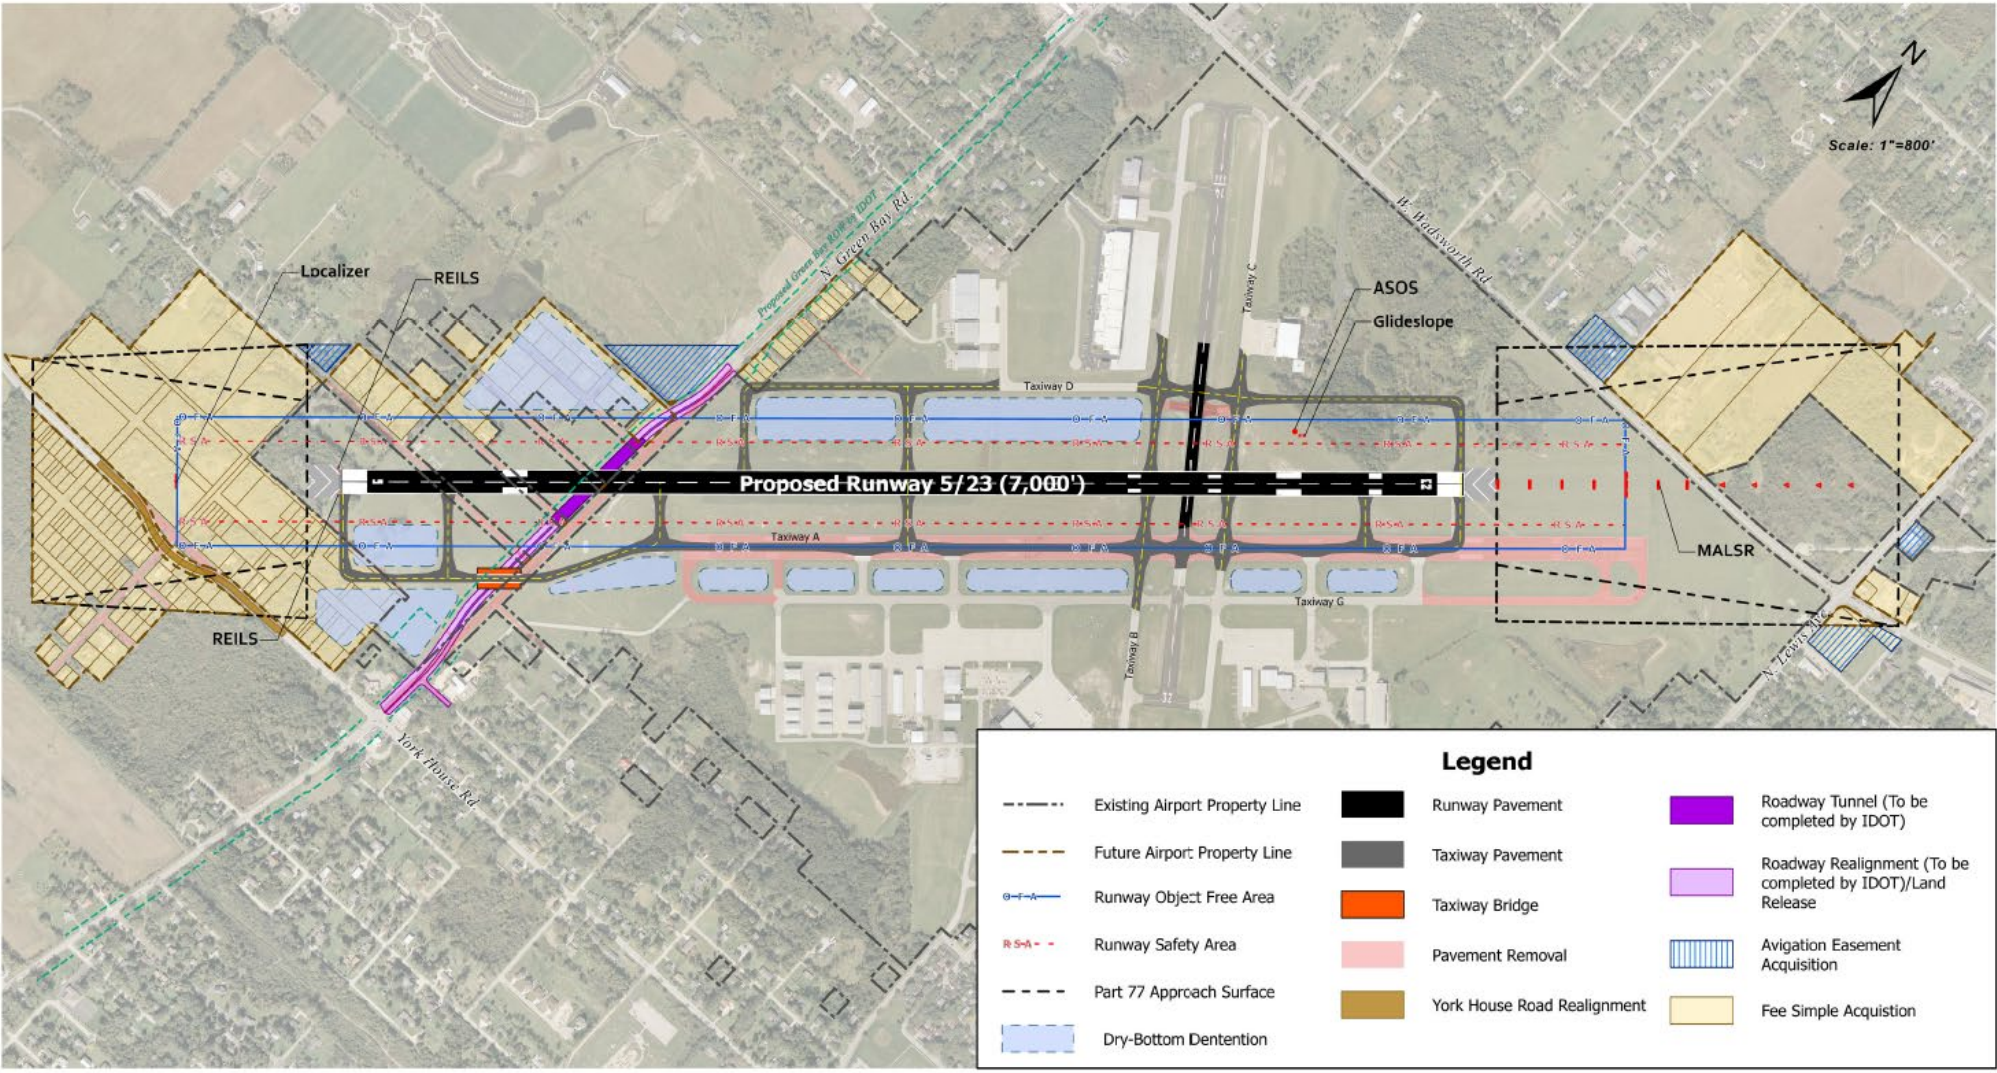 N
Scale: 1"=800'
Proposed Green Bay ROW by IDOT
N. Green Bay Rd.
W. Wadsworth Rd
Localizer
REILS
ASOS
Glideslope
Taxiway C
Taxiway D
O F A
R S A
Proposed Runway 5/23 (7,000')
5
23
Taxiway A
MALSR
Taxiway G
Taxiway B
32
REILS
N. Lewis Ave
York House Rd
Legend
Existing Airport Property Line
Future Airport Property Line
O-F-A
Runway Object Free Area
R-S-A
Runway Safety Area
Part 77 Approach Surface
Dry-Bottom Dentention
Runway Pavement
Taxiway Pavement
Taxiway Bridge
Pavement Removal
York House Road Realignment
Roadway Tunnel (To be
completed by IDOT)
Roadway Realignment (To be
completed by IDOT)/Land
Release
Avigation Easement
Acquisition
Fee Simple Acquistion